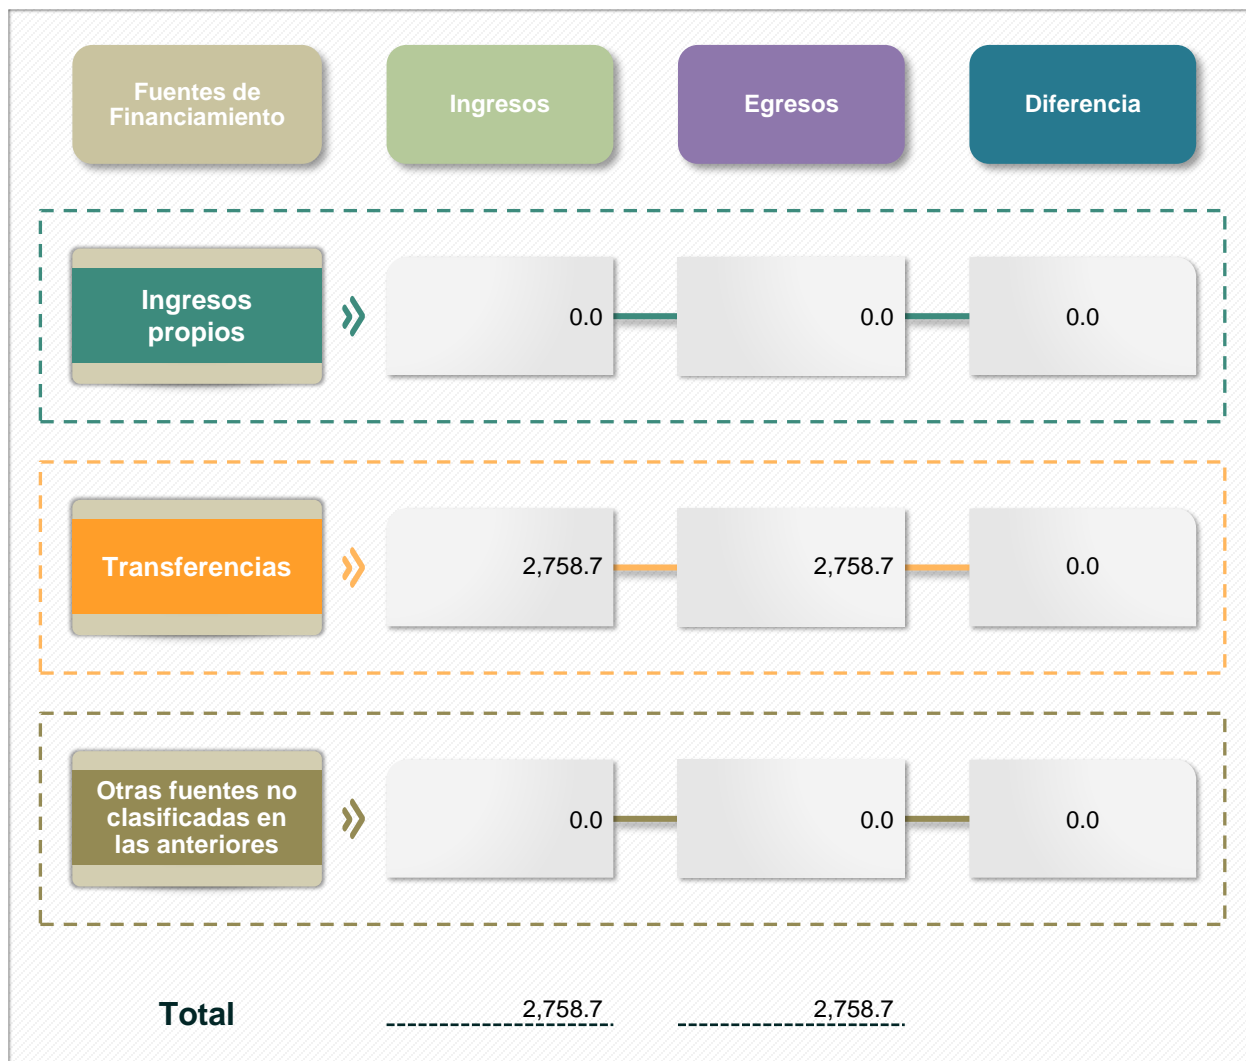 Fuentes de
Financiamiento
Ingresos
Egresos
Diferencia
Ingresos
propios
0.0
0.0
0.0
Transferencias
2,758.7
2,758.7
0.0
Otras fuentes no
clasificadas en
las anteriores
0.0
0.0
0.0
Total
2,758.7
2,758.7